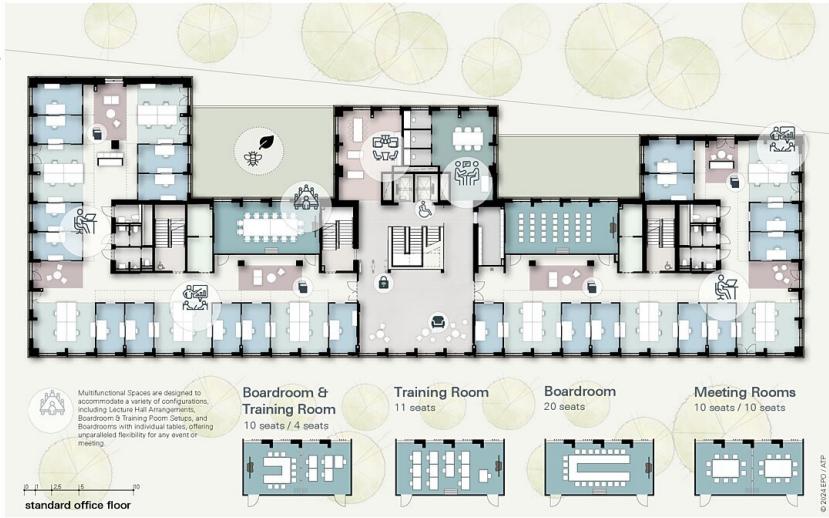 Multifunctional Spaces are designed to
accommodate a variety of configurations,
including Lecture Hall Arrangements,
Boardroom & Training Poom Setups, and
Boardrooms with individual tables, offering
unparalleled flexibility for any event or
meeting.
Boardroom &
Training Room
10 seats / 4 seats
Training Room
11 seats
Boardroom
20 seats
Meeting Rooms
10 seats / 10 seats
0 1 2,5 5 10
standard office floor
© 2024 EPO / ATP